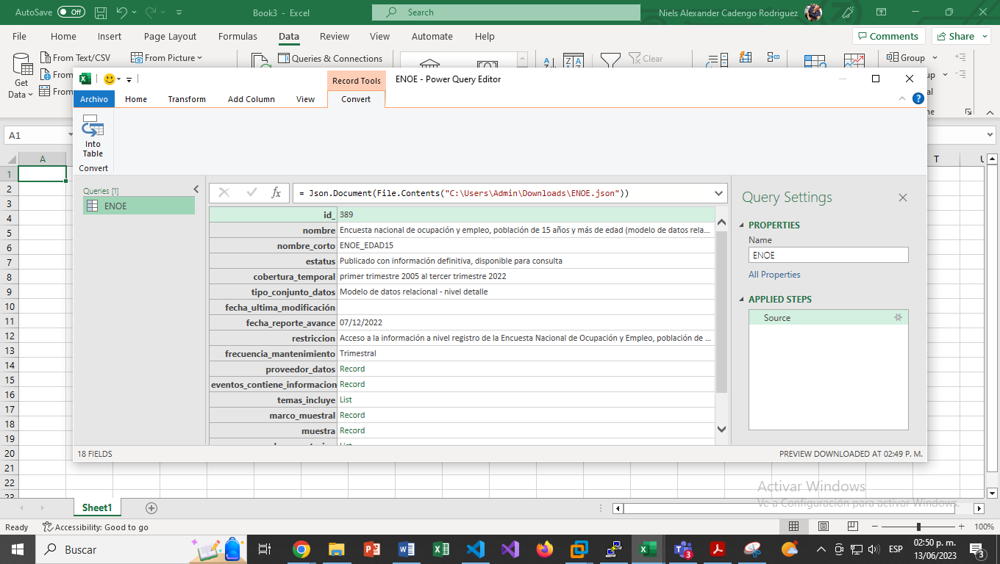 AutoSave Off Book3 - Excel Search Niels Alexander Cadengo Rodriguez
File Home Insert Page Layout Formulas Data Review View Automate Help Comments Share
From Text/CSV From Picture Queries & Connections Clear Group
Get Data
From
From
A1
Record Tools ENOE - Power Query Editor
Archivo Home Transform Add Column View Convert
Into Table
Convert
A T
Queries [1]
ENOE
fx = Json.Document(File.Contents("C:\Users\Admin\Downloads\ENOE.json"))
id_ 389
nombre Encuesta nacional de ocupación y empleo, población de 15 años y más de edad (modelo de datos rela...
nombre_corto ENOE_EDAD15
estatus Publicado con información definitiva, disponible para consulta
cobertura_temporal primer trimestre 2005 al tercer trimestre 2022
tipo_conjunto_datos Modelo de datos relacional - nivel detalle
fecha_ultima_modificación
fecha_reporte_avance 07/12/2022
restriccion Acceso a la información a nivel registro de la Encuesta Nacional de Ocupación y Empleo, población de ...
frecuencia_mantenimiento Trimestral
proveedor_datos Record
eventos_contiene_informacion Record
temas_incluye List
marco_muestral Record
muestra Record
Query Settings
PROPERTIES
Name
ENOE
All Properties
APPLIED STEPS
Source
18 FIELDS PREVIEW DOWNLOADED AT 02:49 P. M.
1
2
3
4
5
6
7
8
9
10
11
12
13
14
15
16
17
18
19
20
21
22
23
Activar Windows
Ve a Configuración para activar Windows.
Sheet1
Ready Accessibility: Good to go 100%
Buscar ESP 02:50 p. m.
13/06/2023
3
3